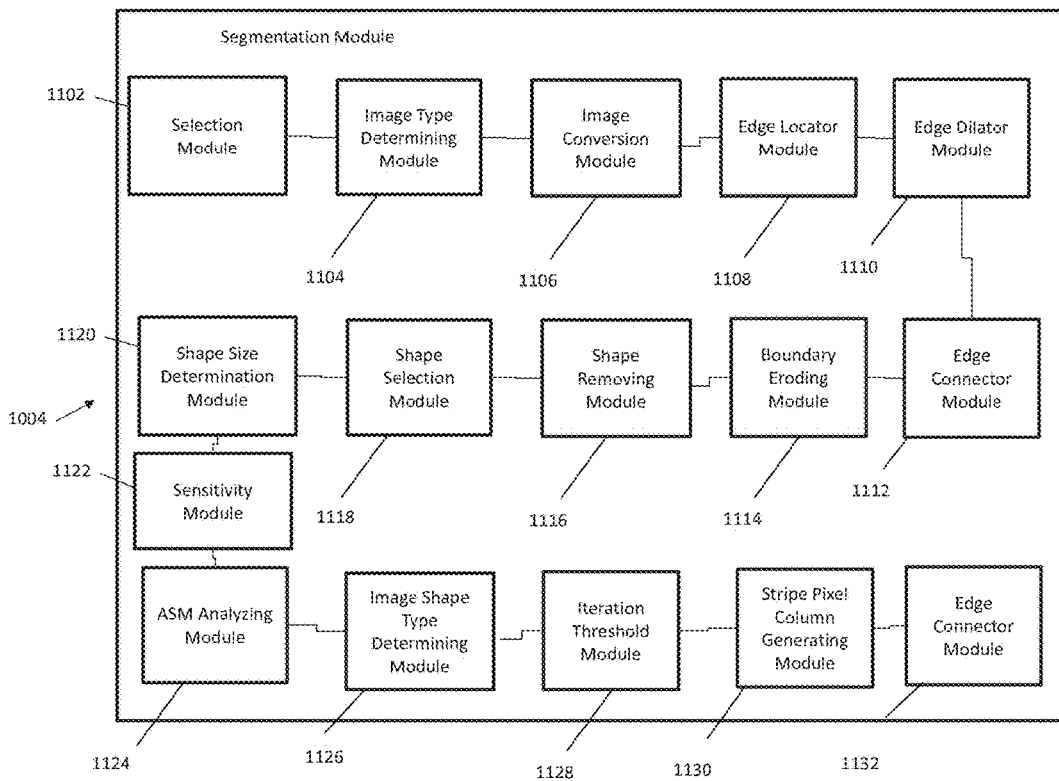 Segmentation Module
1102
Selection
Module
Image Type
Determining
Module
Image
Conversion
Module
Edge Locator
Module
Edge Dilator
Module
1104
1106
1108
1110
1120
Shape Size
Determination
Module
Shape
Selection
Module
Shape
Removing
Module
Boundary
Eroding
Module
Edge
Connector
Module
1004
1122
Sensitivity
Module
1118
1116
1114
1112
ASM Analyzing
Module
Image Shape
Type
Determining
Module
Iteration
Threshold
Module
Stripe Pixel
Column
Generating
Module
Edge
Connector
Module
1124
1126
1128
1130
1132